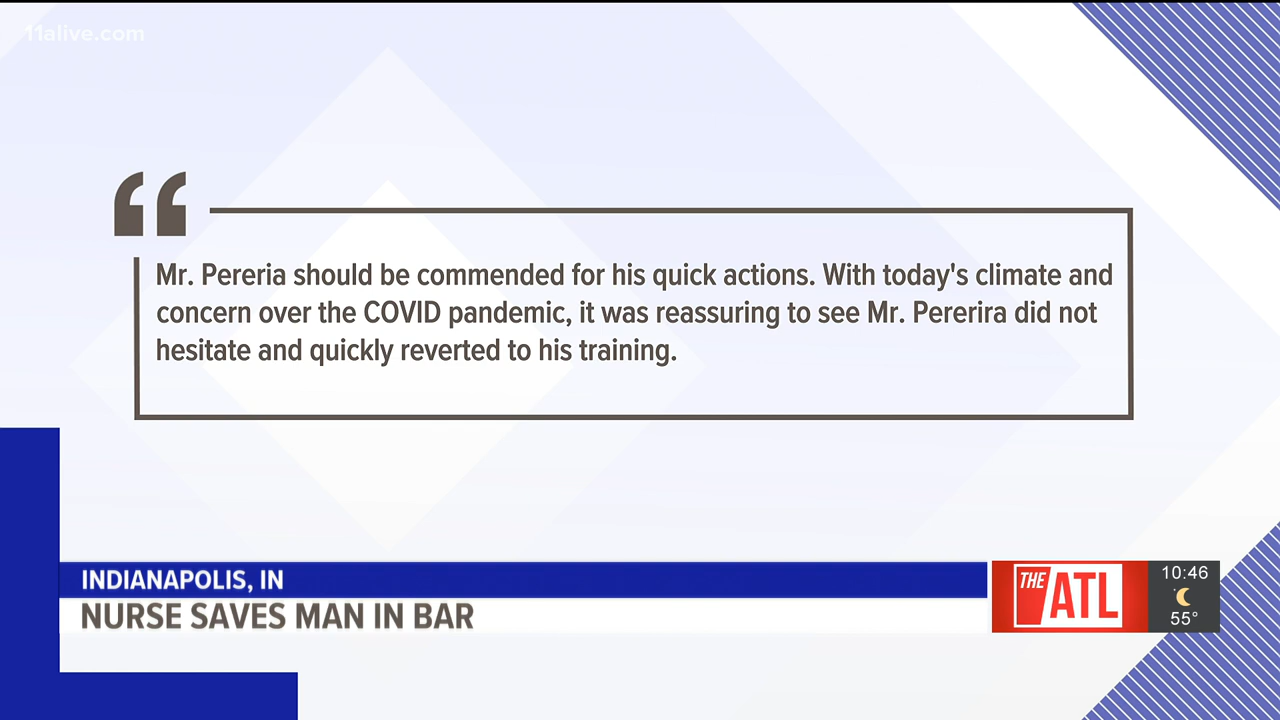 11alive.com
“
Mr. Pereria should be commended for his quick actions. With today's climate and
concern over the COVID pandemic, it was reassuring to see Mr. Pererira did not
hesitate and quickly reverted to his training.
INDIANAPOLIS, IN
NURSE SAVES MAN IN BAR
THE ATL
10:46
55°